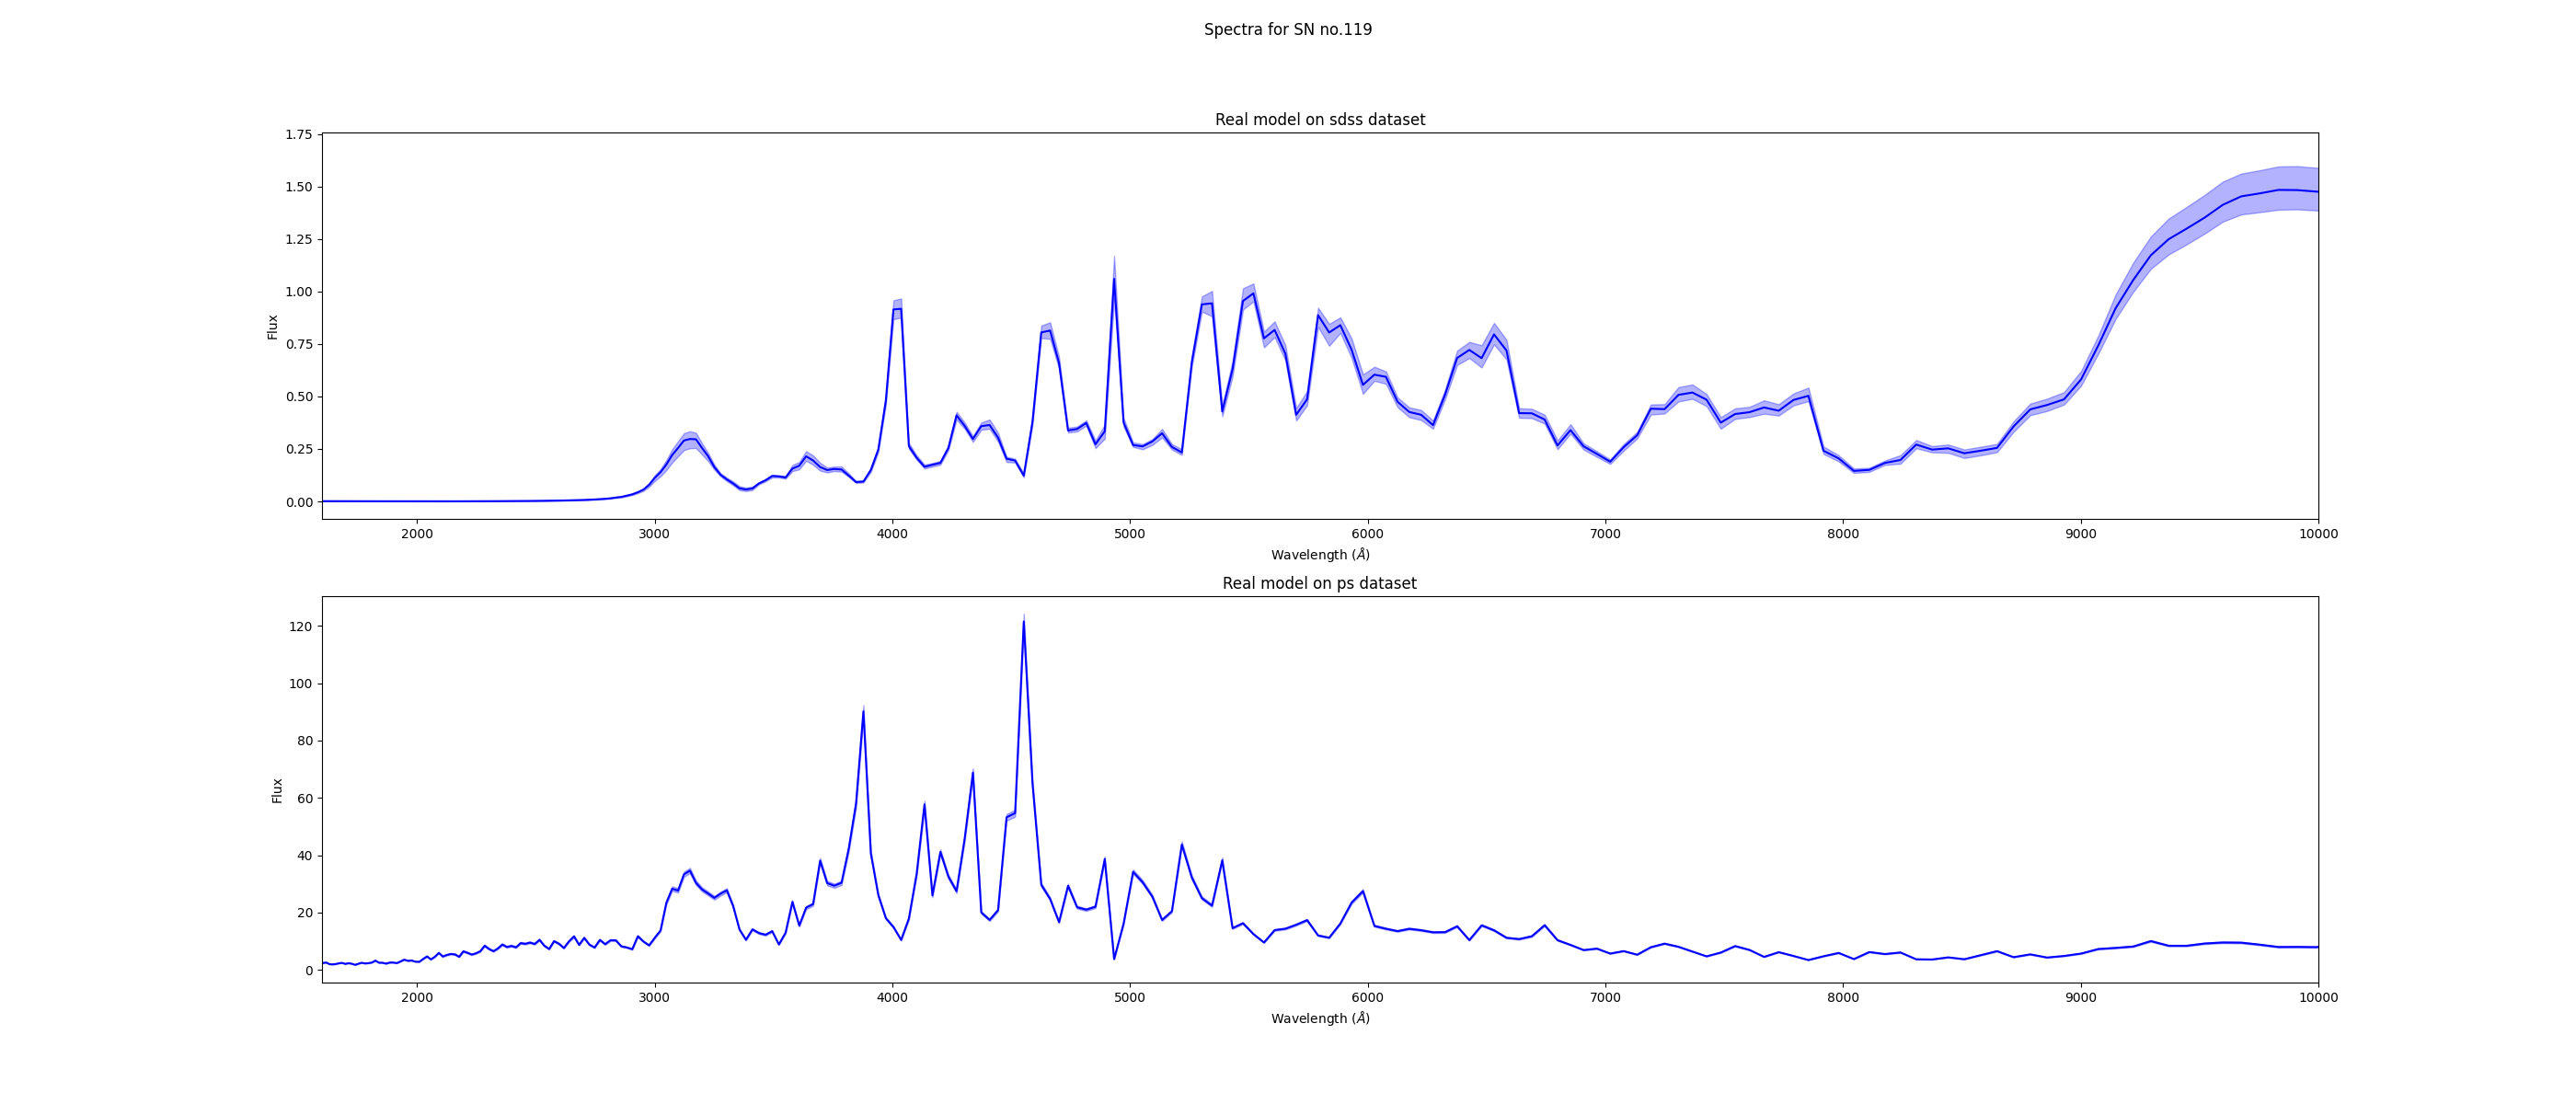 Spectra for SN no.119
Real model on sdss dataset
1.75
1.50
1.25
1.00
0.75
0.50
0.25
0.00
Flux
2000 3000 4000 5000 6000 7000 8000 9000 10000
Wavelength (Å)
Real model on ps dataset
120
100
80
60
40
20
0
Flux
2000 3000 4000 5000 6000 7000 8000 9000 10000
Wavelength (Å)